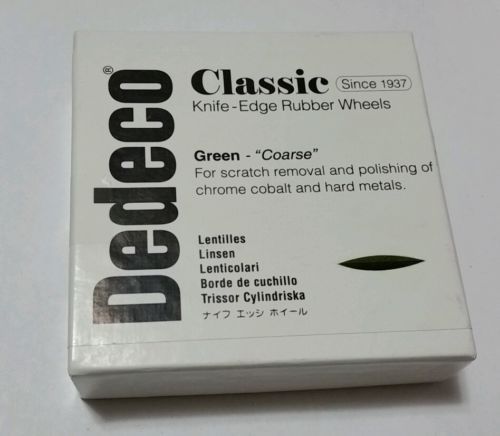 Dedeco®
Classic Since 1937
Knife-Edge Rubber Wheels
Green - “Coarse”
For scratch removal and polishing of
chrome cobalt and hard metals.
Lentilles
Linsen
Lenticolari
Borde de cuchillo
Trissor Cylindriska
ナイフ エッジ ホイール